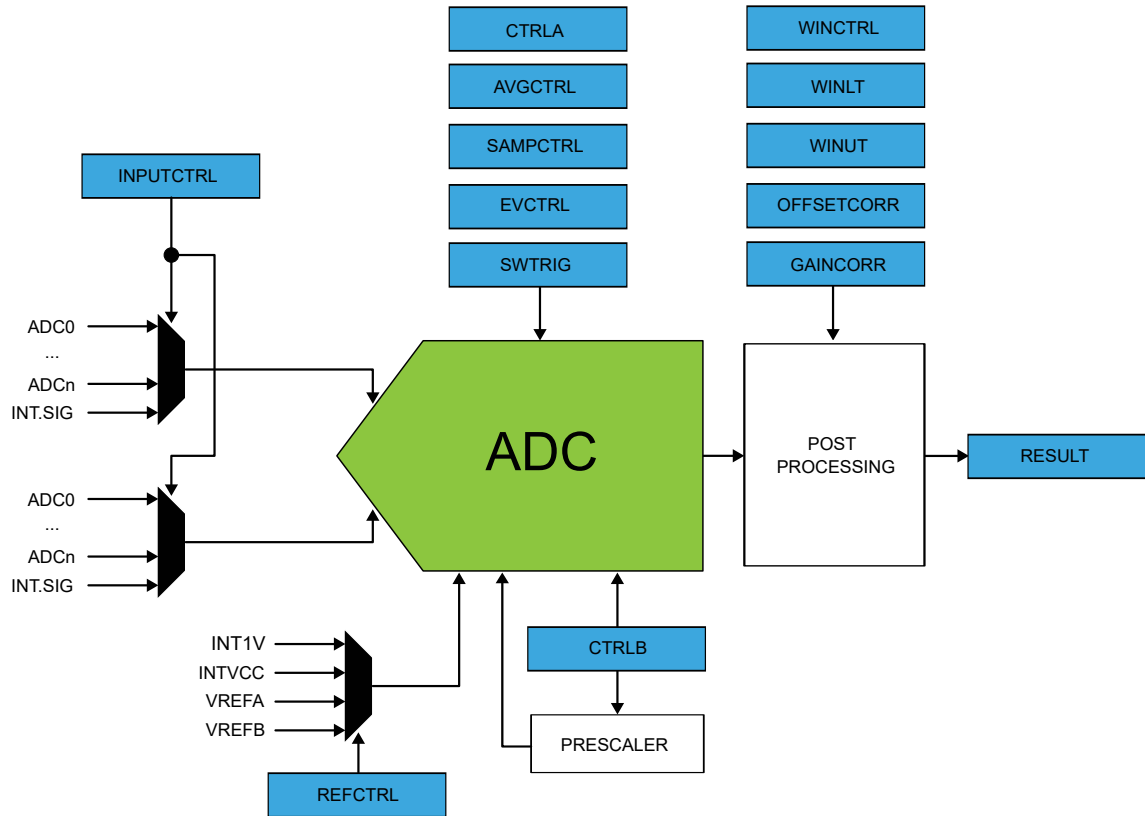 CTRLA
WINCTRL
AVGCTRL
WINLT
SAMPCTRL
WINUT
INPUTCTRL
EVCTRL
OFFSETCORR
SWTRIG
GAINCORR
ADC0
...
ADCn
INT.SIG
ADC
POST
PROCESSING
RESULT
ADC0
...
ADCn
INT.SIG
INT1V
INTVCC
VREFA
VREFB
CTRLB
PRESCALER
REFCTRL